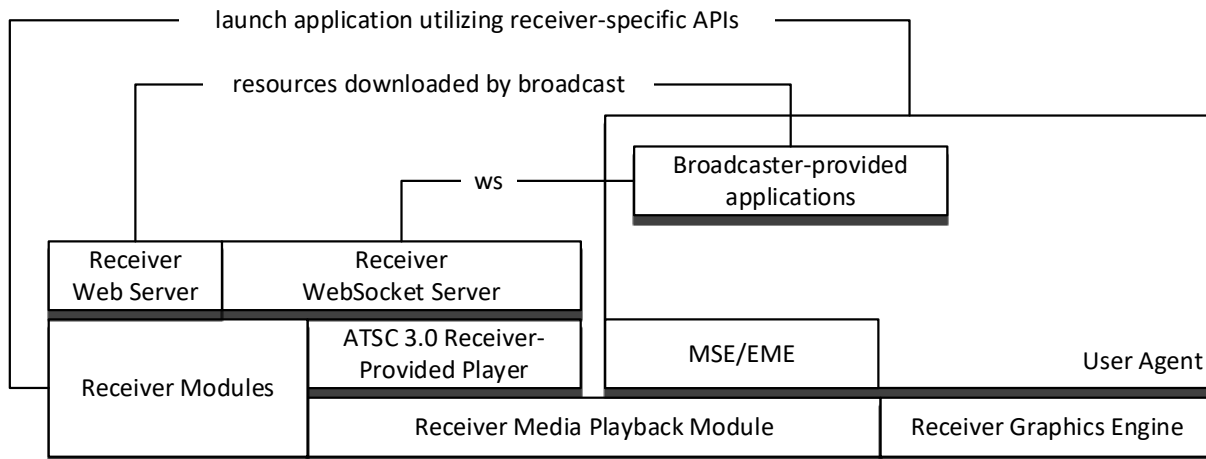 launch application utilizing receiver-specific APIs
resources downloaded by broadcast
Broadcaster-provided
applications
ws
Receiver
Web Server
Receiver
WebSocket Server
ATSC 3.0 Receiver-
Provided Player
MSE/EME
User Agent
Receiver Modules
Receiver Media Playback Module
Receiver Graphics Engine